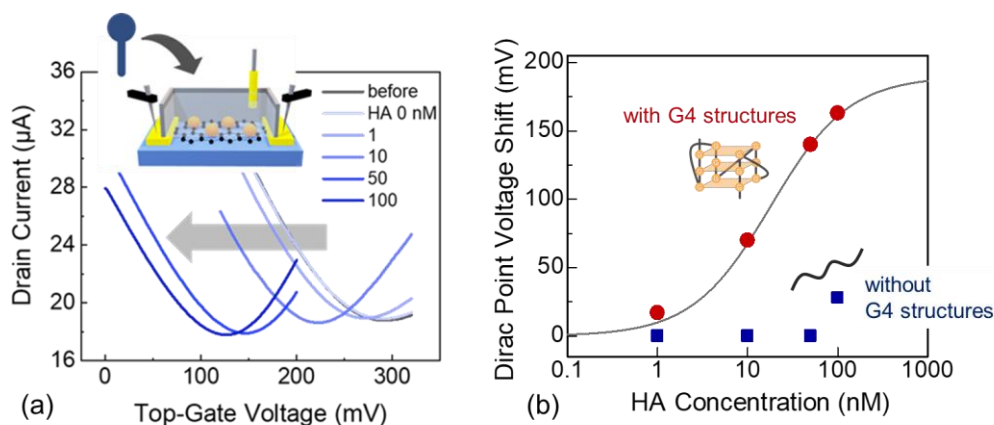 36
32
28
24
20
16
Drain Current (µA)
before
HA 0 nM
1
10
50
100
0
100
200
300
Top-Gate Voltage (mV)
(a)
200
150
100
50
0
Dirac Point Voltage Shift (mV)
with G4 structures
without
G4 structures
0.1
1
10
100
1000
HA Concentration (nM)
(b)